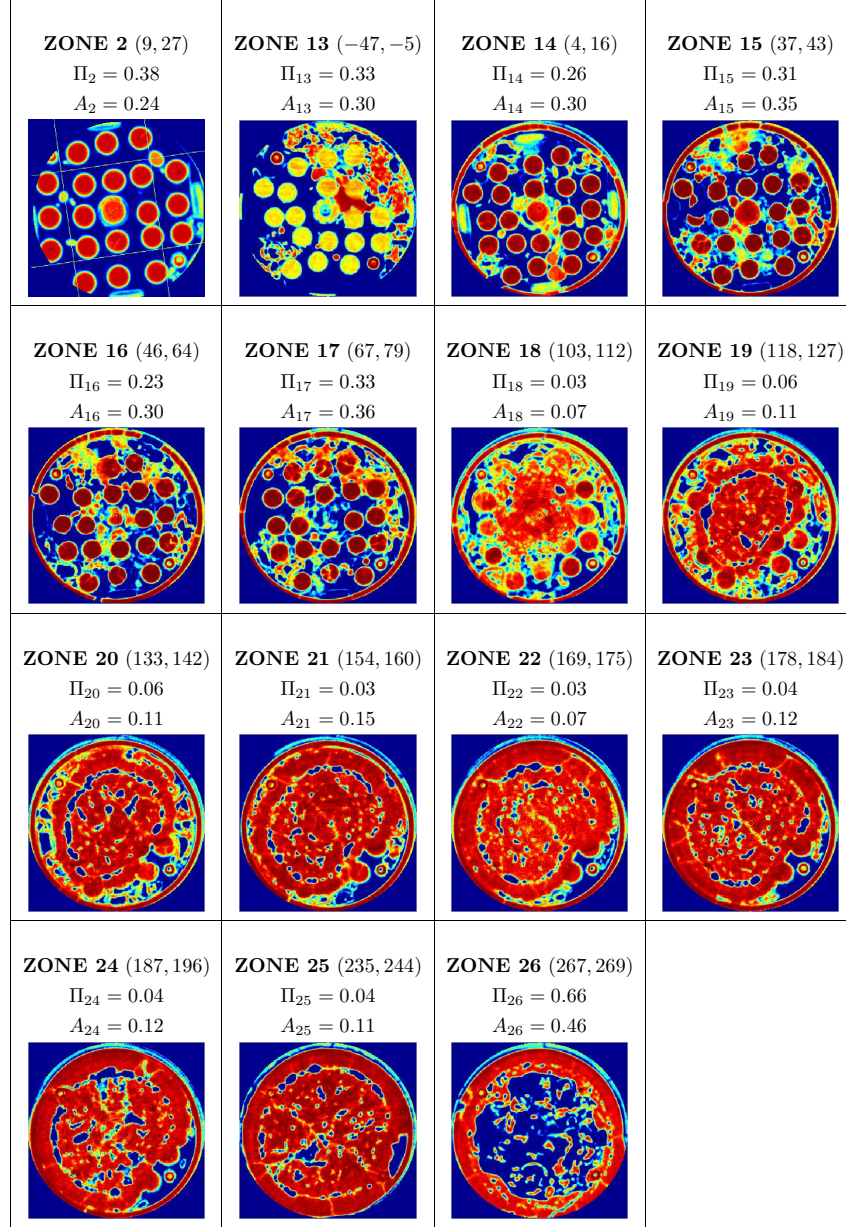 ZONE 2 (9, 27)
Π₂ = 0.38
A₂ = 0.24
ZONE 13 (−47, −5)
Π₁₃ = 0.33
A₁₃ = 0.30
ZONE 14 (4, 16)
Π₁₄ = 0.26
A₁₄ = 0.30
ZONE 15 (37, 43)
Π₁₅ = 0.31
A₁₅ = 0.35
ZONE 16 (46, 64)
Π₁₆ = 0.23
A₁₆ = 0.30
ZONE 17 (67, 79)
Π₁₇ = 0.33
A₁₇ = 0.36
ZONE 18 (103, 112)
Π₁₈ = 0.03
A₁₈ = 0.07
ZONE 19 (118, 127)
Π₁₉ = 0.06
A₁₉ = 0.11
ZONE 20 (133, 142)
Π₂₀ = 0.06
A₂₀ = 0.11
ZONE 21 (154, 160)
Π₂₁ = 0.03
A₂₁ = 0.15
ZONE 22 (169, 175)
Π₂₂ = 0.03
A₂₂ = 0.07
ZONE 23 (178, 184)
Π₂₃ = 0.04
A₂₃ = 0.12
ZONE 24 (187, 196)
Π₂₄ = 0.04
A₂₄ = 0.12
ZONE 25 (235, 244)
Π₂₅ = 0.04
A₂₅ = 0.11
ZONE 26 (267, 269)
Π₂₆ = 0.66
A₂₆ = 0.46